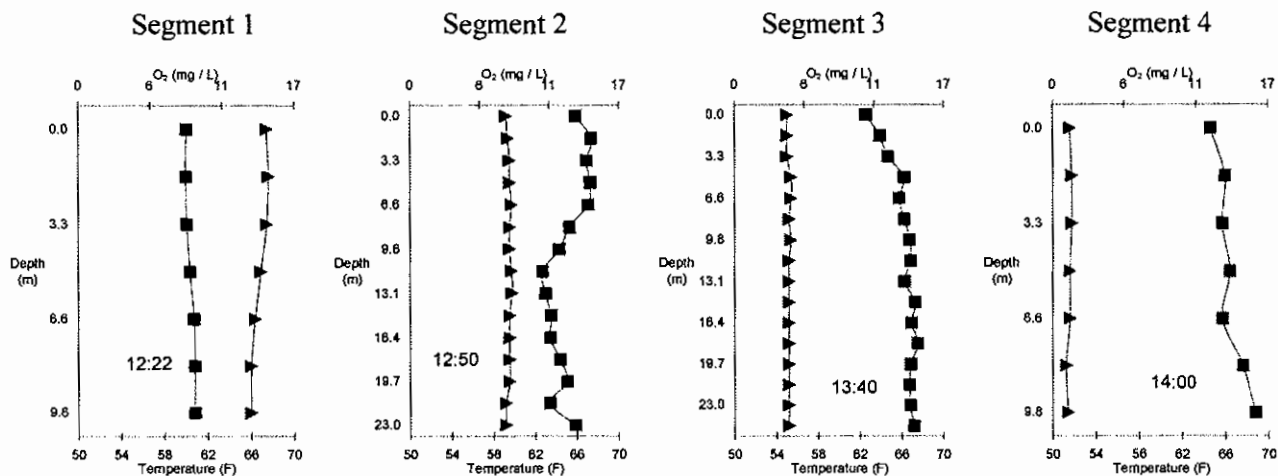 Segment 1
O₂ (mg / L)
0 6 11 17
0.0
3.3
Depth
(m)
6.6
9.6
12:22
50 54 58 62 66 70
Temperature (F)
Segment 2
O₂ (mg / L)
0 6 11 17
0.0
3.3
6.6
9.8
Depth
(m)
13.1
16.4
19.7
23.0
12:50
50 54 58 62 66 70
Temperature (F)
Segment 3
O₂ (mg / L)
0 6 11 17
0.0
3.3
6.6
9.8
Depth
(m)
13.1
16.4
19.7
23.0
13:40
50 54 58 62 66 70
Temperature (F)
Segment 4
O₂ (mg / L)
0 6 11 17
0.0
3.3
Depth
(m)
6.6
9.8
14:00
50 54 58 62 66 70
Temperature (F)